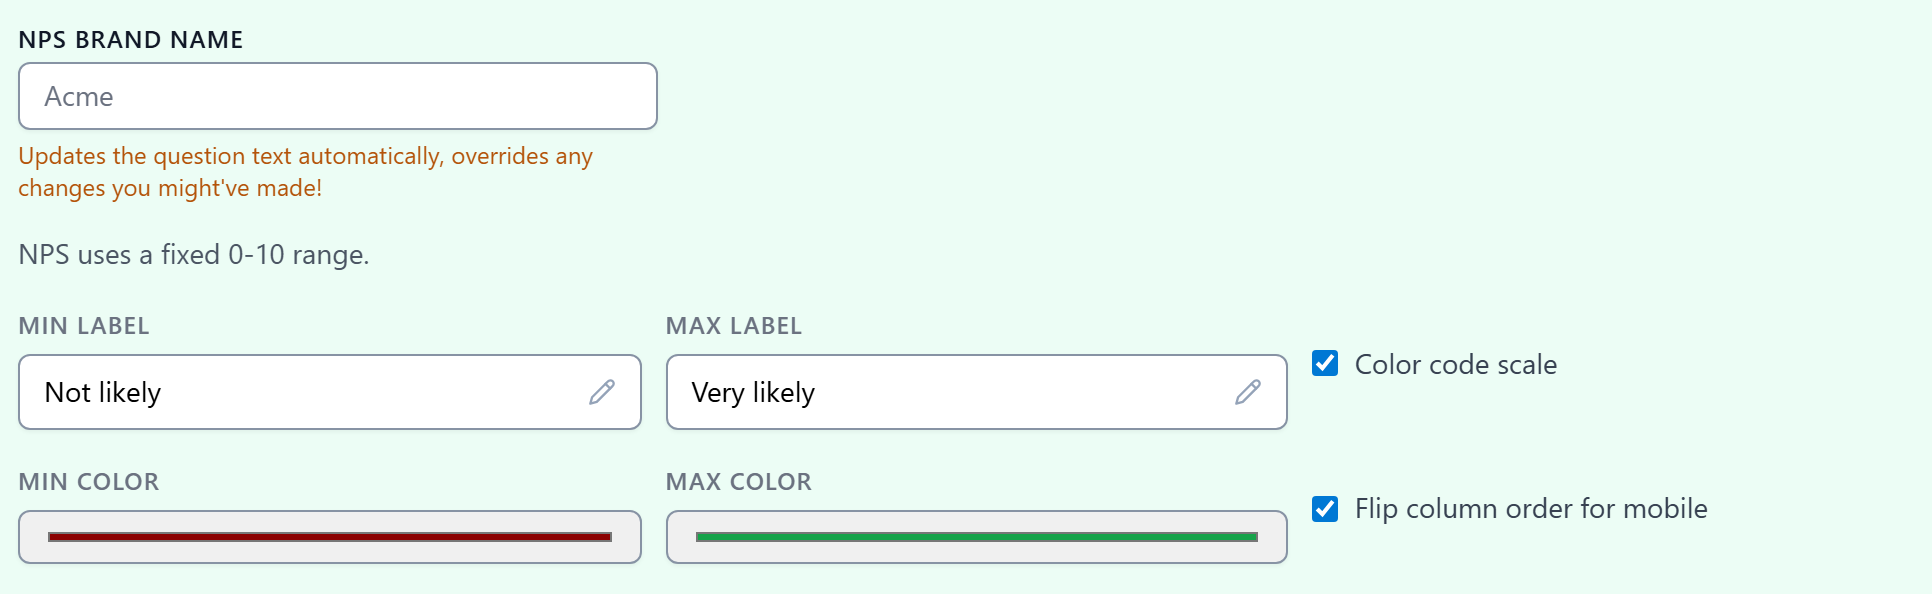 NPS BRAND NAME
Acme
Updates the question text automatically, overrides any
changes you might've made!
NPS uses a fixed 0-10 range.
MIN LABEL
MAX LABEL
Not likely
Very likely
Color code scale
MIN COLOR
MAX COLOR
Flip column order for mobile